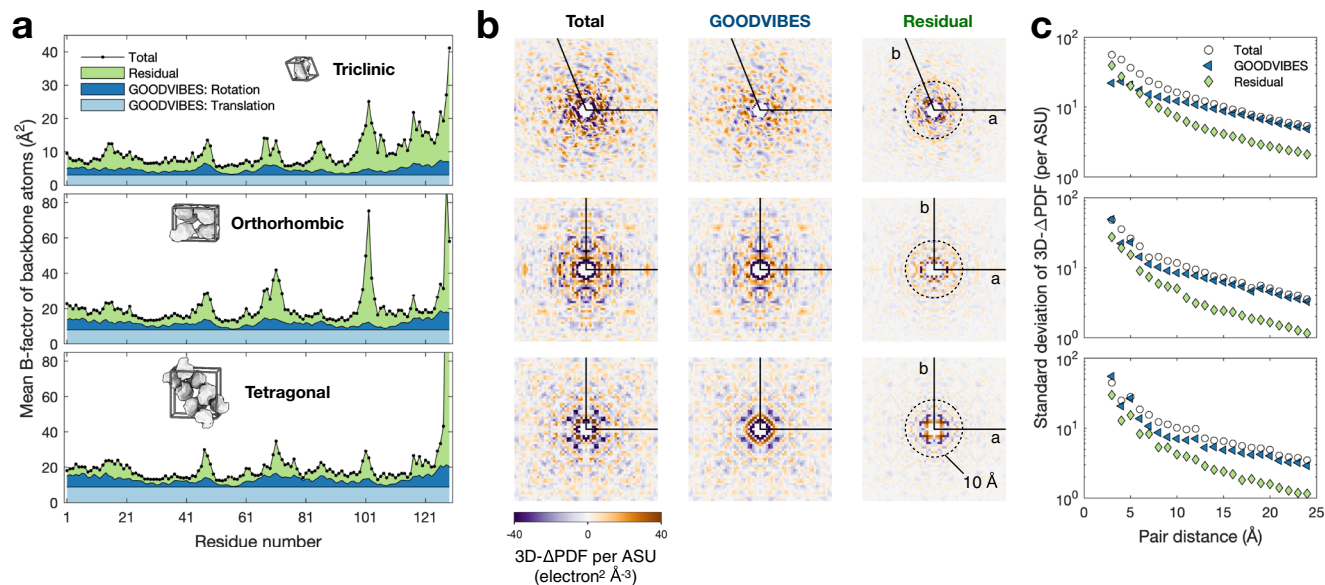 a
Mean B-factor of backbone atoms (Å²)
40
30
20
10
0
Total
Residual
GOODVIBES: Rotation
GOODVIBES: Translation
Triclinic
80
60
40
20
0
Orthorhombic
80
60
40
20
0
Tetragonal
1 21 41 61 81 101 121
Residue number
b
Total GOODVIBES Residual
b
a
b
a
b
a
10 Å
-40 0 40
3D-ΔPDF per ASU
(electron² Å⁻³)
c
Standard deviation of 3D-ΔPDF (per ASU)
10²
10¹
10⁰
Total
GOODVIBES
Residual
10²
10¹
10⁰
10²
10¹
10⁰
0 5 10 15 20 25
Pair distance (Å)